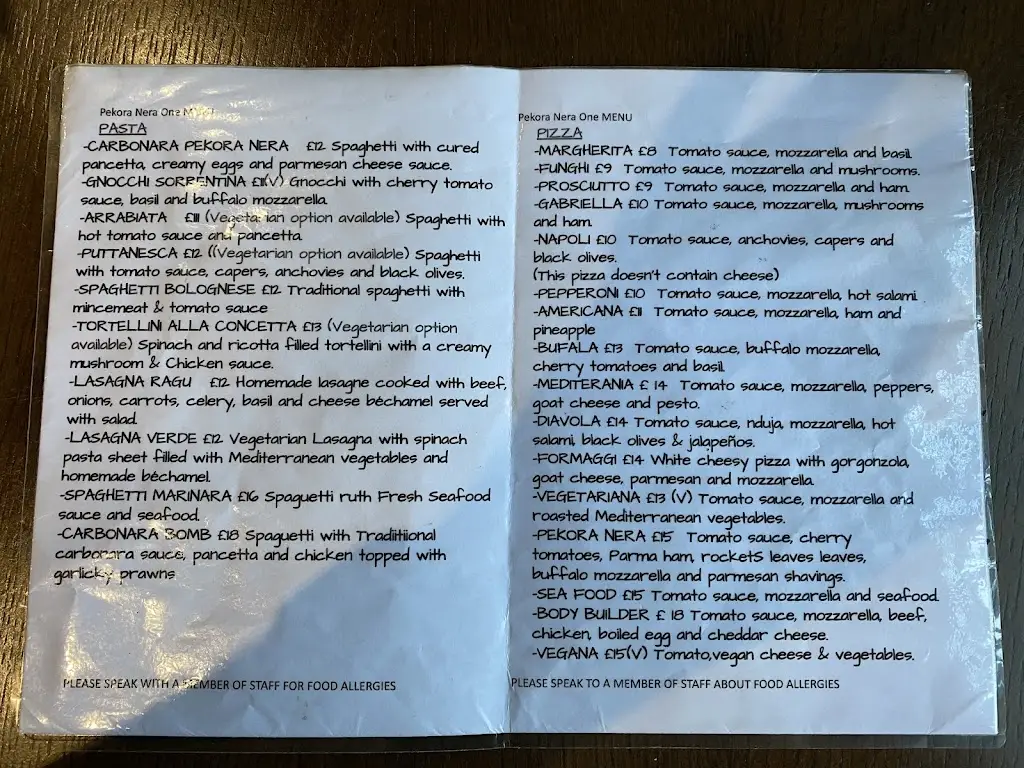 Pekora Nera One
PASTA
-CARBONARA PEKORA NERA £12 Spaghetti with cured
pancetta, creamy eggs and parmesan cheese sauce.
-GNOCCHI SORRENTINA £11(V) Gnocchi with cherry tomato
sauce, basil and buffalo mozzarella.
-ARRABIATA £11 (Vegetarian option available) Spaghetti with
hot tomato sauce and pancetta.
-PUTTANESCA £12 ((Vegetarian option available) Spaghetti
with tomato sauce, capers, anchovies and black olives.
-SPAGHETTI BOLOGNESE £12 Traditional spaghetti with
mincemeat & tomato sauce
-TORTELLINI ALLA CONCETTA £13 (Vegetarian option
available) Spinach and ricotta filled tortellini with a creamy
mushroom & Chicken sauce.
-LASAGNA RAGU £12 Homemade lasagne cooked with beef,
onions, carrots, celery, basil and cheese béchamel served
with salad.
-LASAGNA VERDE £12 Vegetarian Lasagna with spinach
pasta sheet filled with Mediterranean vegetables and
homemade béchamel.
-SPAGHETTI MARINARA £16 Spaguetti ruth Fresh Seafood
sauce and seafood.
-CARBONARA BOMB £18 Spaguetti with Traditiional
carbonara sauce, pancetta and chicken topped with
garlicky prawns
PLEASE SPEAK WITH A MEMBER OF STAFF FOR FOOD ALLERGIES
Pekora Nera One MENU
PIZZA
-MARGHERITA £8 Tomato sauce, mozzarella and basil.
-FUNGHI £9 Tomato sauce, mozzarella and mushrooms.
-PROSCIUTTO £9 Tomato sauce, mozzarella and ham.
-GABRIELLA £10 Tomato sauce, mozzarella, mushrooms
and ham.
-NAPOLI £10 Tomato sauce, anchovies, capers and
black olives.
(This pizza doesn't contain cheese)
-PEPPERONI £10 Tomato sauce, mozzarella, hot salami.
-AMERICANA £11 Tomato sauce, mozzarella, ham and
pineapple
-BUFALA £13 Tomato sauce, buffalo mozzarella,
cherry tomatoes and basil.
-MEDITERANIA £ 14 Tomato sauce, mozzarella, peppers,
goat cheese and pesto.
-DIAVOLA £14 Tomato sauce, nduja, mozzarella, hot
salami, black olives & jalapeños.
-FORMAGGI £14 White cheesy pizza with gorgonzola,
goat cheese, parmesan and mozzarella.
-VEGETARIANA £13 (V) Tomato sauce, mozzarella and
roasted Mediterranean vegetables.
-PEKORA NERA £15 Tomato sauce, cherry
tomatoes, Parma ham, rocketS leaves leaves,
buffalo mozzarella and parmesan shavings.
-SEA FOOD £15 Tomato sauce, mozzarella and seafood.
-BODY BUILDER £ 18 Tomato sauce, mozzarella, beef,
chicken, boiled egg and cheddar cheese.
-VEGANA £15(V) Tomato,vegan cheese & vegetables.
PLEASE SPEAK TO A MEMBER OF STAFF ABOUT FOOD ALLERGIES